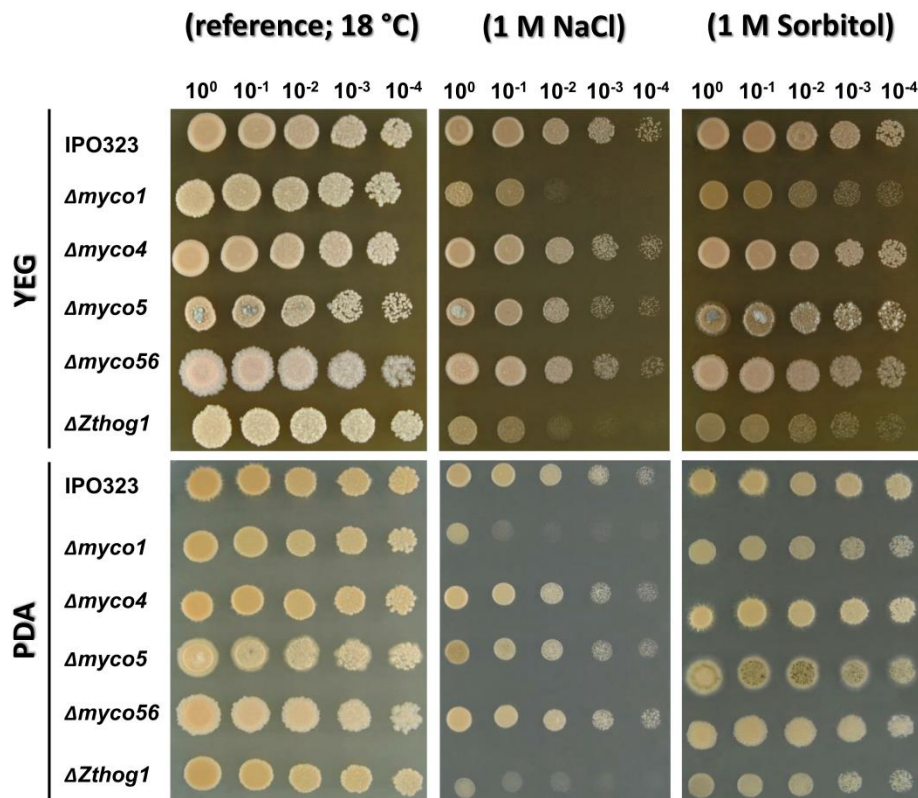 (reference; 18 °C) (1 M NaCl) (1 M Sorbitol)
10⁰ 10⁻¹ 10⁻² 10⁻³ 10⁻⁴ 10⁰ 10⁻¹ 10⁻² 10⁻³ 10⁻⁴ 10⁰ 10⁻¹ 10⁻² 10⁻³ 10⁻⁴
YEG
IPO323
Δmyco1
Δmyco4
Δmyco5
Δmyco56
ΔZthog1
PDA
IPO323
Δmyco1
Δmyco4
Δmyco5
Δmyco56
ΔZthog1